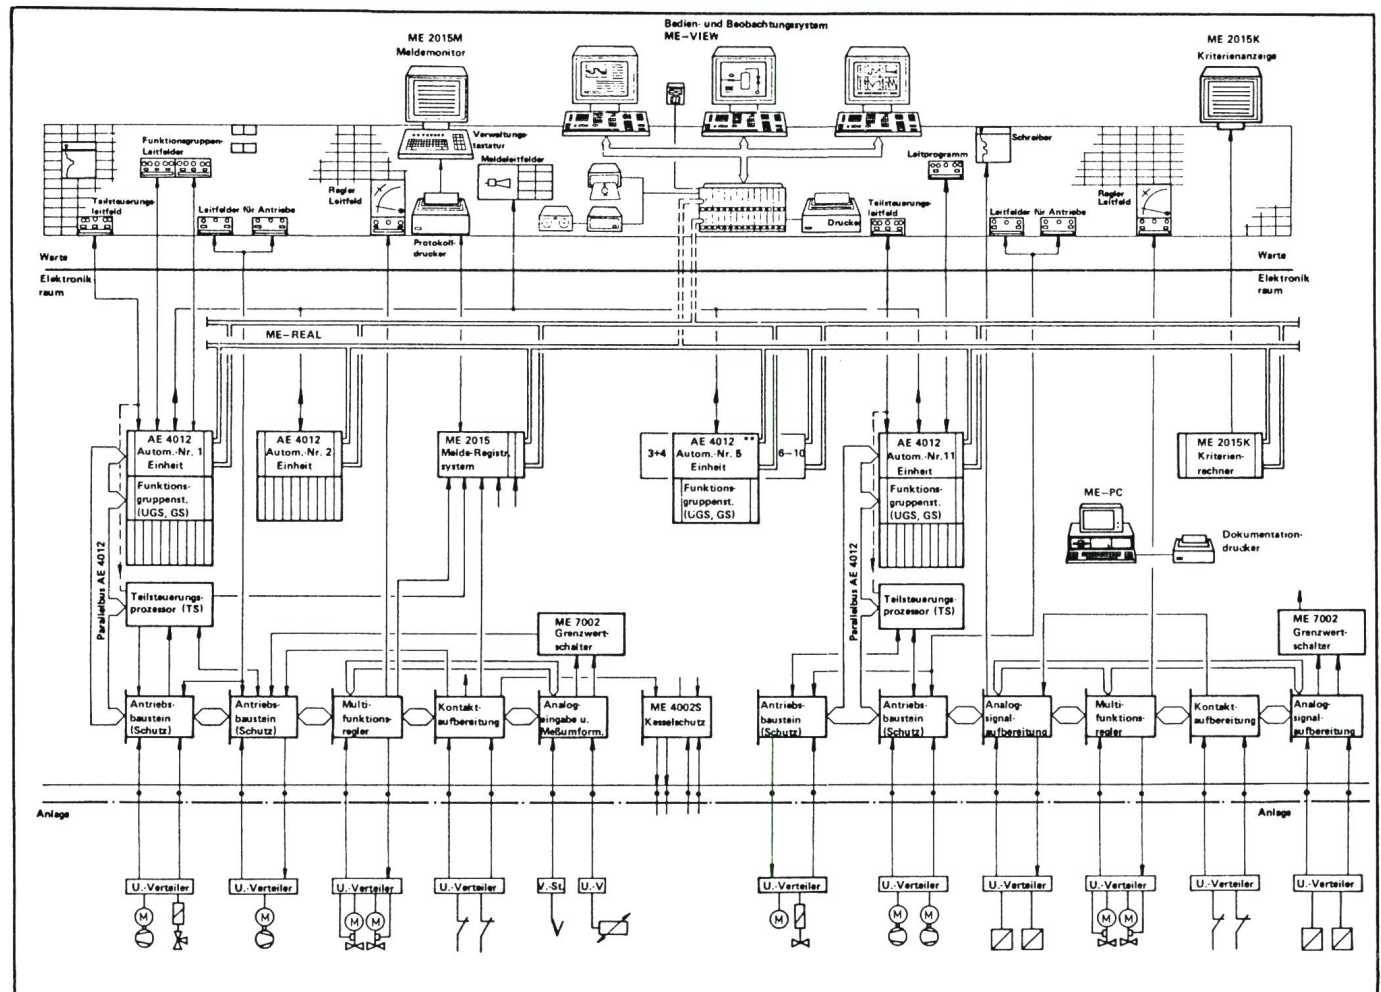 Bedien- und Beobachtungssystem
ME-VIEW
ME 2015M
Meldemonitor
ME 2015K
Kriterienanzeige
Funktionsgruppen-
Leitfelder
Verwaltungs-
tastatur
Meldeleitfelder
Schreiber
Leitprogramm
Teilsteuerungs-
leitfeld
Leitfelder für Antriebe
Regler
Leitfeld
Protokoll-
drucker
Drucker
Teilsteuerungs-
leitfeld
Leitfelder für Antriebe
Regler
Leitfeld
Warte
Elektronik
raum
Warte
Elektronik
raum
ME-REAL
AE 4012
Autom.-Nr. 1
Einheit
Funktions-
gruppenst.
(UGS, GS)
AE 4012
Autom.-Nr. 2
Einheit
ME 2015
Melde-Registr.
system
3+4
AE 4012 **
Autom.-Nr. 5
Einheit
6-10
Funktions-
gruppenst.
(UGS, GS)
AE 4012
Autom.-Nr. 11
Einheit
Funktions-
gruppenst.
(UGS, GS)
ME 2015K
Kriterien-
rechner
ME-PC
Dokumentation-
drucker
Parallelbus AE 4012
Teilsteuerungs-
prozessor (TS)
ME 7002
Grenzwert-
schalter
Parallelbus AE 4012
Teilsteuerungs-
prozessor (TS)
ME 7002
Grenzwert-
schalter
Antriebs-
baustein
(Schutz)
Antriebs-
baustein
(Schutz)
Multi-
funktions-
regler
Kontakt-
aufbereitung
Analog-
eingabe u.
Meßumform.
ME 4002S
Kesselschutz
Antriebs-
baustein
(Schutz)
Antriebs-
baustein
(Schutz)
Analog-
signal-
aufbereitung
Multi-
funktions-
regler
Kontakt-
aufbereitung
Analog-
signal-
aufbereitung
Anlage
Anlage
U.-Verteiler
U.-Verteiler
U.-Verteiler
U.-Verteiler
V.-St.
U.-V
U.-Verteiler
U.-Verteiler
U.-Verteiler
U.-Verteiler
U.-Verteiler
U.-Verteiler
M
M
M
M
M
M
M
M
M